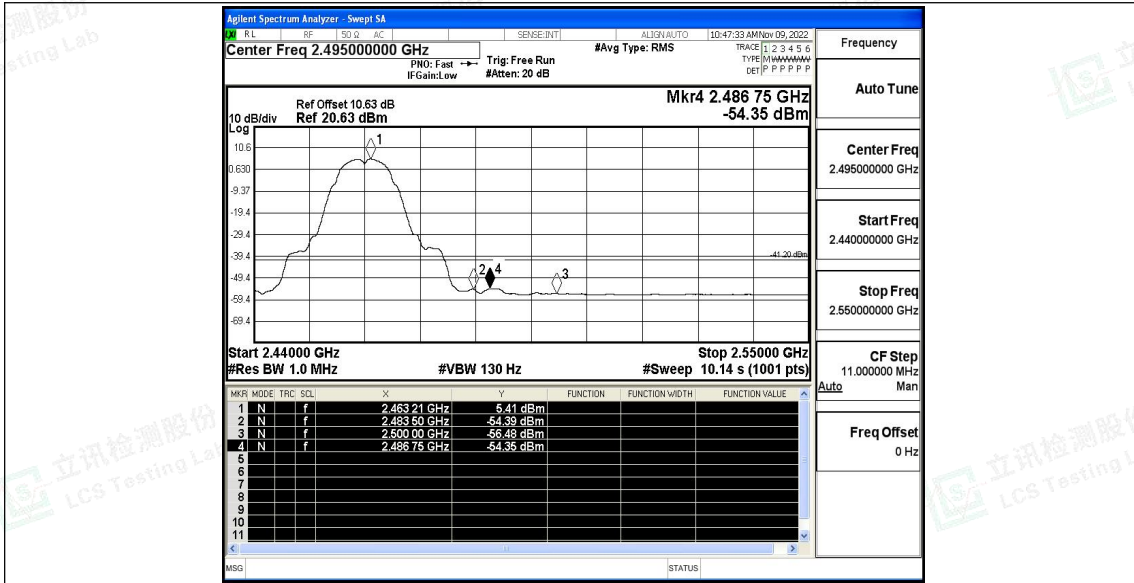 Agilent Spectrum Analyzer - Swept SA
LXI RL RF 50 Ω AC SENSE:INT ALIGN AUTO 10:47:33 AM Nov 09, 2022
Center Freq 2.495000000 GHz
#Avg Type: RMS
TRACE 1 2 3 4 5 6
TYPE M WWWWW
DET P P P P P P
PNO: Fast
IFGain:Low
Trig: Free Run
#Atten: 20 dB
Frequency
Auto Tune
Center Freq
2.495000000 GHz
Start Freq
2.440000000 GHz
Stop Freq
2.550000000 GHz
CF Step
11.000000 MHz
Auto Man
Freq Offset
0 Hz
Mkr4 2.486 75 GHz
-54.35 dBm
Ref Offset 10.63 dB
10 dB/div Ref 20.63 dBm
Log
10.6
0.630
-9.37
-19.4
-29.4
-39.4
-49.4
-59.4
-69.4
1
2
4
3
-41.20 dBm
Start 2.44000 GHz Stop 2.55000 GHz
#Res BW 1.0 MHz #VBW 130 Hz #Sweep 10.14 s (1001 pts)
MKR MODE TRC SCL X Y FUNCTION FUNCTION WIDTH FUNCTION VALUE
1 N f 2.463 21 GHz 5.41 dBm
2 N f 2.483 50 GHz -54.39 dBm
3 N f 2.500 00 GHz -56.48 dBm
4 N f 2.486 75 GHz -54.35 dBm
5
6
7
8
9
10
11
MSG STATUS
立讯检测股份
LCS Testing Lab
立讯检测股份
LCS Testing L